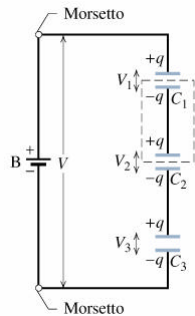 Morsetto
+q
V₁
−q C₁
+
B
−
V
+q
V₂
−q C₂
+q
V₃
−q C₃
Morsetto